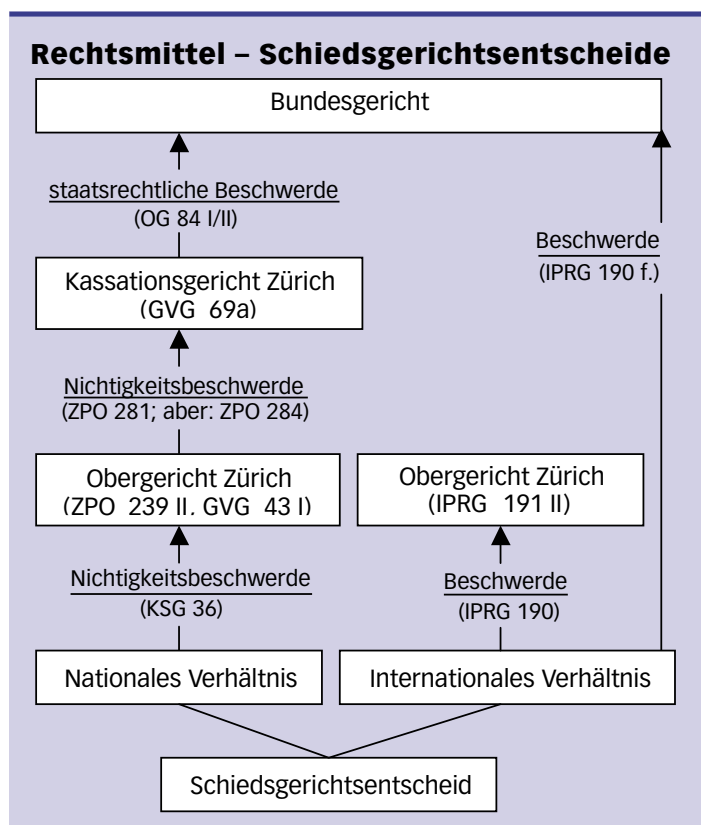 Rechtsmittel – Schiedsgerichtsentscheide
Bundesgericht
staatsrechtliche Beschwerde
(OG 84 I/II)
Beschwerde
(IPRG 190 f.)
Kassationsgericht Zürich
(GVG 69a)
Nichtigkeitsbeschwerde
(ZPO 281; aber: ZPO 284)
Obergericht Zürich
(ZPO 239 II, GVG 43 I)
Obergericht Zürich
(IPRG 191 II)
Nichtigkeitsbeschwerde
(KSG 36)
Beschwerde
(IPRG 190)
Nationales Verhältnis
Internationales Verhältnis
Schiedsgerichtsentscheid